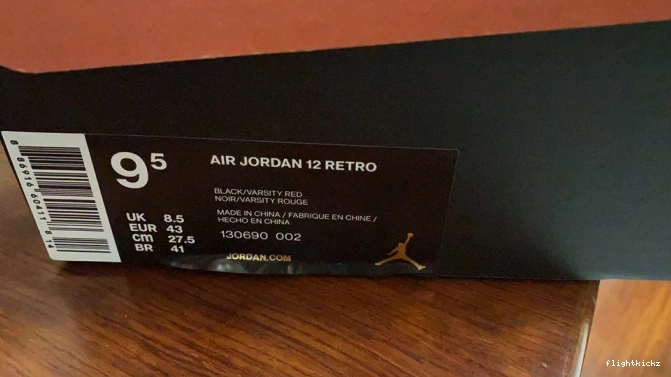 9⁵
AIR JORDAN 12 RETRO
BLACK/VARSITY RED
NOIR/VARSITY ROUGE
MADE IN CHINA / FABRIQUE EN CHINE /
HECHO EN CHINA
130690 002
UK 8.5
EUR 43
cm 27.5
BR 41
JORDAN.COM
flightkickz